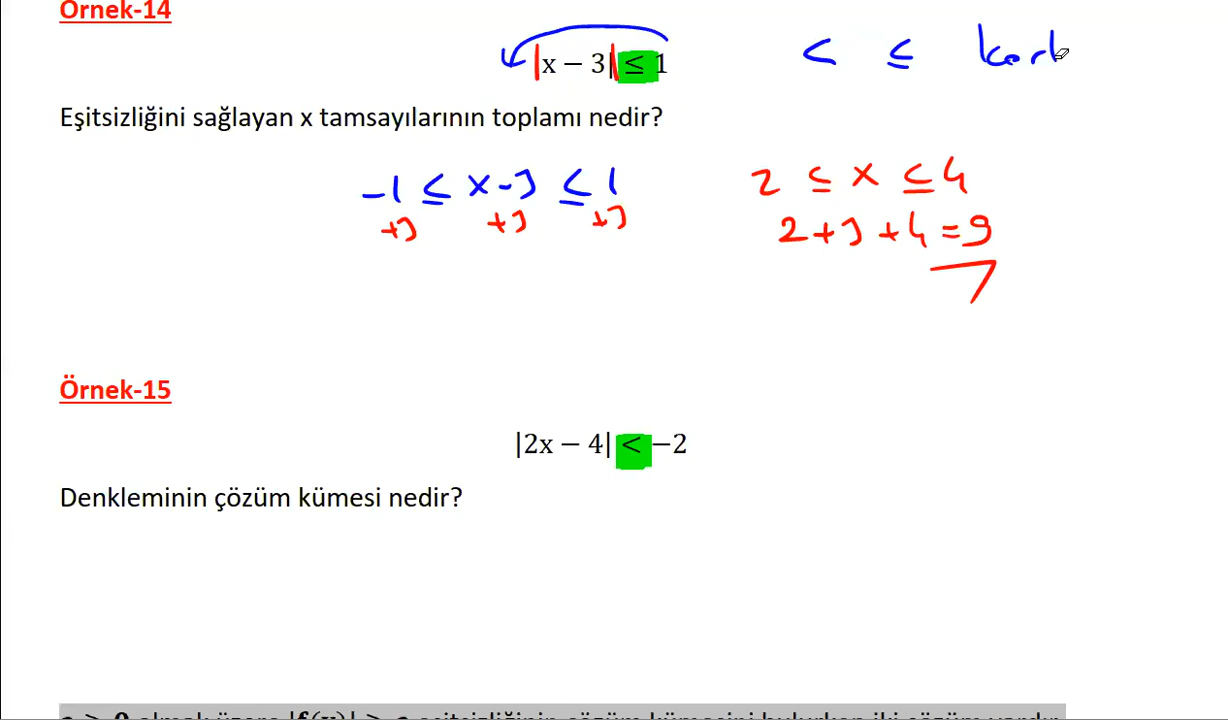 Örnek-14
|x − 3| ≤ 1
< ≤
Eşitsizliğini sağlayan x tamsayılarının toplamı nedir?
-1 ≤ x-3 ≤ 1
+3 +3 +3
2 ≤ x ≤ 4
2+3+4=9
Örnek-15
|2x − 4| < −2
Denkleminin çözüm kümesi nedir?